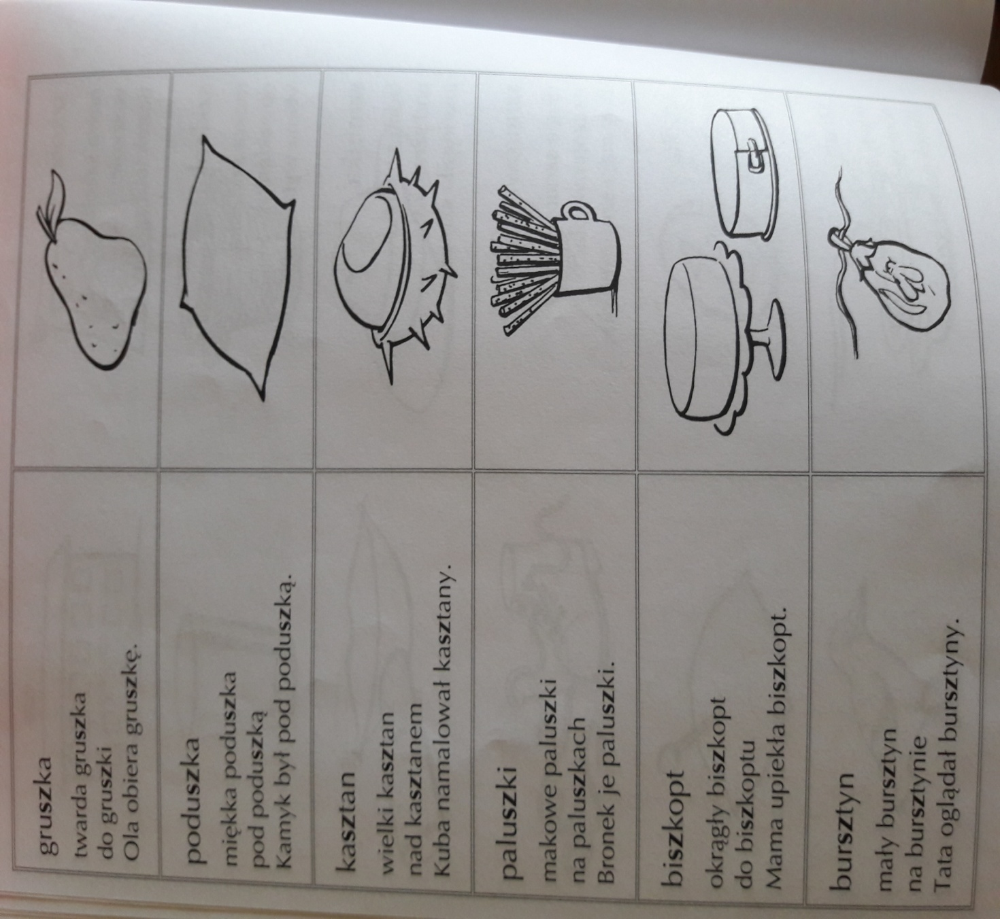 gruszka
twarda gruszka
do gruszki
Ola obiera gruszkę.
poduszka
miękka poduszka
pod poduszką
Kamyk był pod poduszką.
kasztan
wielki kasztan
nad kasztanem
Kuba namalował kasztany.
paluszki
makowe paluszki
na paluszkach
Bronek je paluszki.
biszkopt
okrągły biszkopt
do biszkoptu
Mama upiekła biszkopt.
bursztyn
mały bursztyn
na bursztynie
Tata oglądał bursztyny.